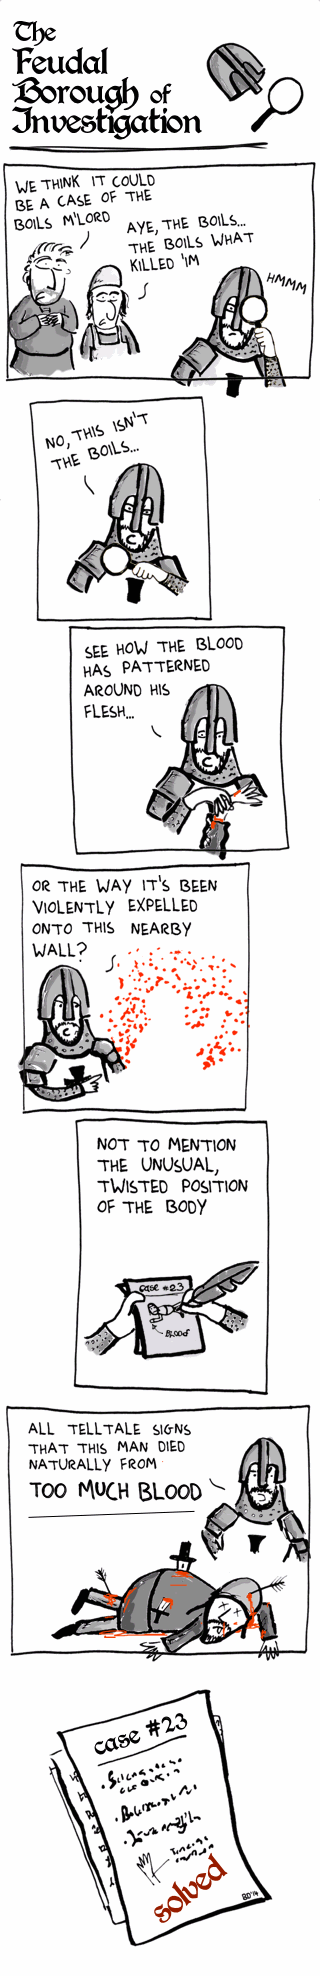 The
Feudal
Borough of
Investigation
WE THINK IT COULD
BE A CASE OF THE
BOILS M'LORD
AYE, THE BOILS...
THE BOILS WHAT
KILLED 'IM
HMMM
NO, THIS ISN'T
THE BOILS...
SEE HOW THE BLOOD
HAS PATTERNED
AROUND HIS
FLESH...
OR THE WAY IT'S BEEN
VIOLENTLY EXPELLED
ONTO THIS NEARBY
WALL?
NOT TO MENTION
THE UNUSUAL,
TWISTED POSITION
OF THE BODY
case #23
BLOOD
ALL TELLTALE SIGNS
THAT THIS MAN DIED
NATURALLY FROM
TOO MUCH BLOOD
case #23
solved
BD'14